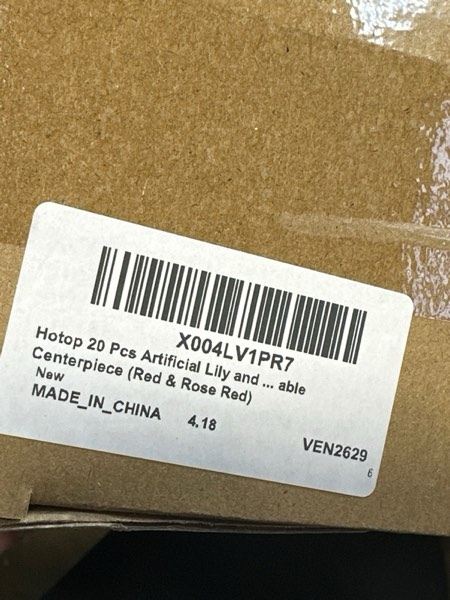 X004LV1PR7
Hotop 20 Pcs Artificial Lily and ... able
Centerpiece (Red & Rose Red)
New
MADE_IN_CHINA 4.18
VEN2629
6